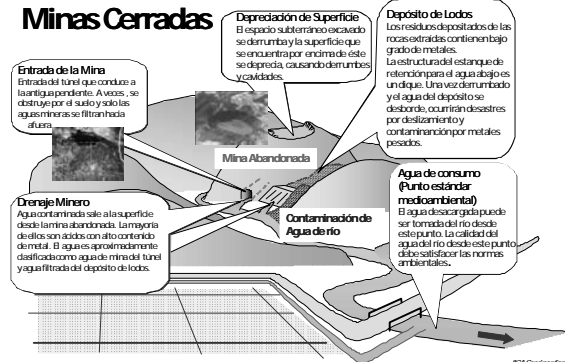 Minas Cerradas
Depreciación de Superficie
El espacio subterráneo excavado
se derrumba y la superficie que
se encuentra por encima de éste
se deprecia, causando derrumbes
y cavidades.
Depósito de Lodos
Los residuos depositados de las
rocas extraidas contienen bajo
grado de metales.
La estructura del estanque de
retención para el agua abajo es
un dique. Una vez derrumbado
y el agua del depósito se
desborde, ocurrirán desastres
por deslizamiento y
contaminanción por metales
pesados.
Entrada de la Mina
Entrada del túnel que conduce a
la antigua pendiente. A veces , se
obstruye por el suelo y solo las
aguas mineras se filtran hacia
afuera.
Mina Abandonada
Drenaje Minero
Agua contaminada sale a la superficie
desde la mina abandonada. La mayoria
de ellos son ácidos con alto contenido
de metal. El agua es aproximadamente
clasificada como agua de mina del túnel
y agua filtrada del depósito de lodos.
Contaminación de
Agua de río
Agua de consumo
(Punto estándar
medioambiental)
El agua desacargada puede
ser tomada del río desde
este punto. La calidad del
agua del río desde este punto
debe satisfacer las normas
ambientales.